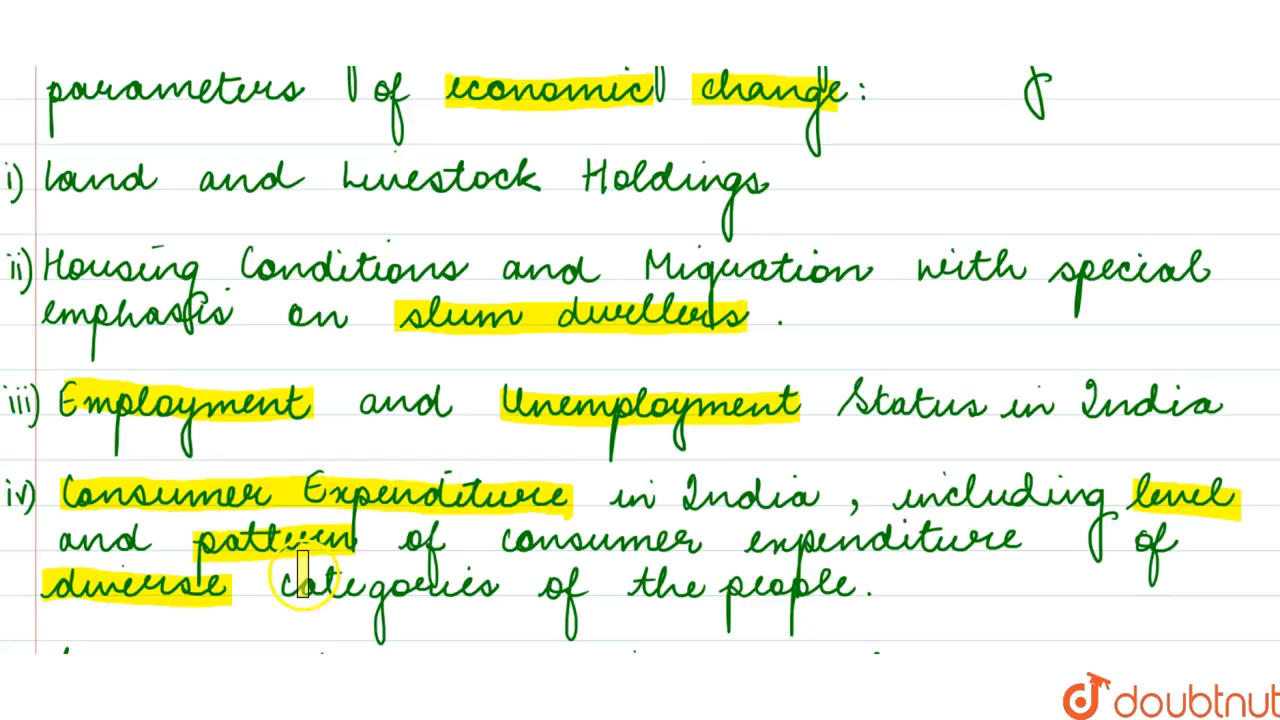 parameters of economic change:
i) Land and Livestock Holdings
ii) Housing Conditions and Migration with special
emphasis on slum dwellers.
iii) Employment and Unemployment Status in India
iv) Consumer Expenditure in India, including level
and pattern of consumer expenditure of
diverse categories of the people.
doubtnut